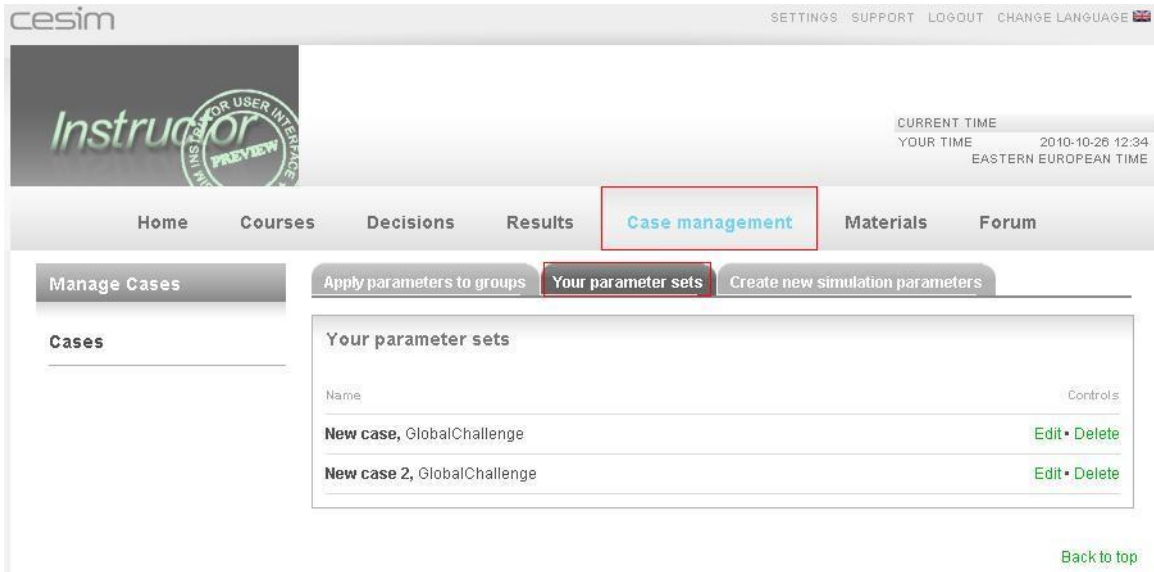 cesim
SETTINGS SUPPORT LOGOUT CHANGE LANGUAGE
Instructor
INSTRUCTOR USER INTERFACE
PREVIEW
CURRENT TIME
YOUR TIME 2010-10-26 12:34
EASTERN EUROPEAN TIME
Home Courses Decisions Results Case management Materials Forum
Manage Cases
Apply parameters to groups Your parameter sets Create new simulation parameters
Cases
Your parameter sets
Name Controls
New case, GlobalChallenge Edit • Delete
New case 2, GlobalChallenge Edit • Delete
Back to top